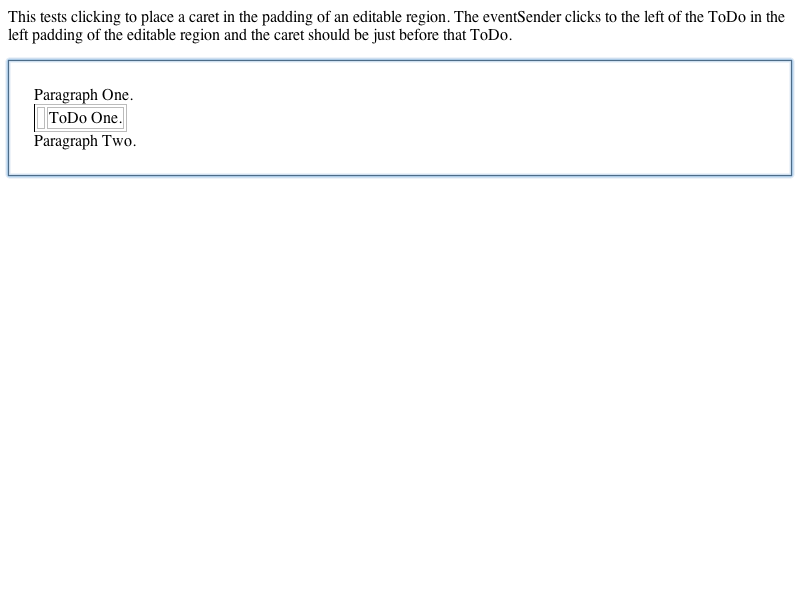 This tests clicking to place a caret in the padding of an editable region. The eventSender clicks to the left of the ToDo in the
left padding of the editable region and the caret should be just before that ToDo.
Paragraph One.
ToDo One.
Paragraph Two.